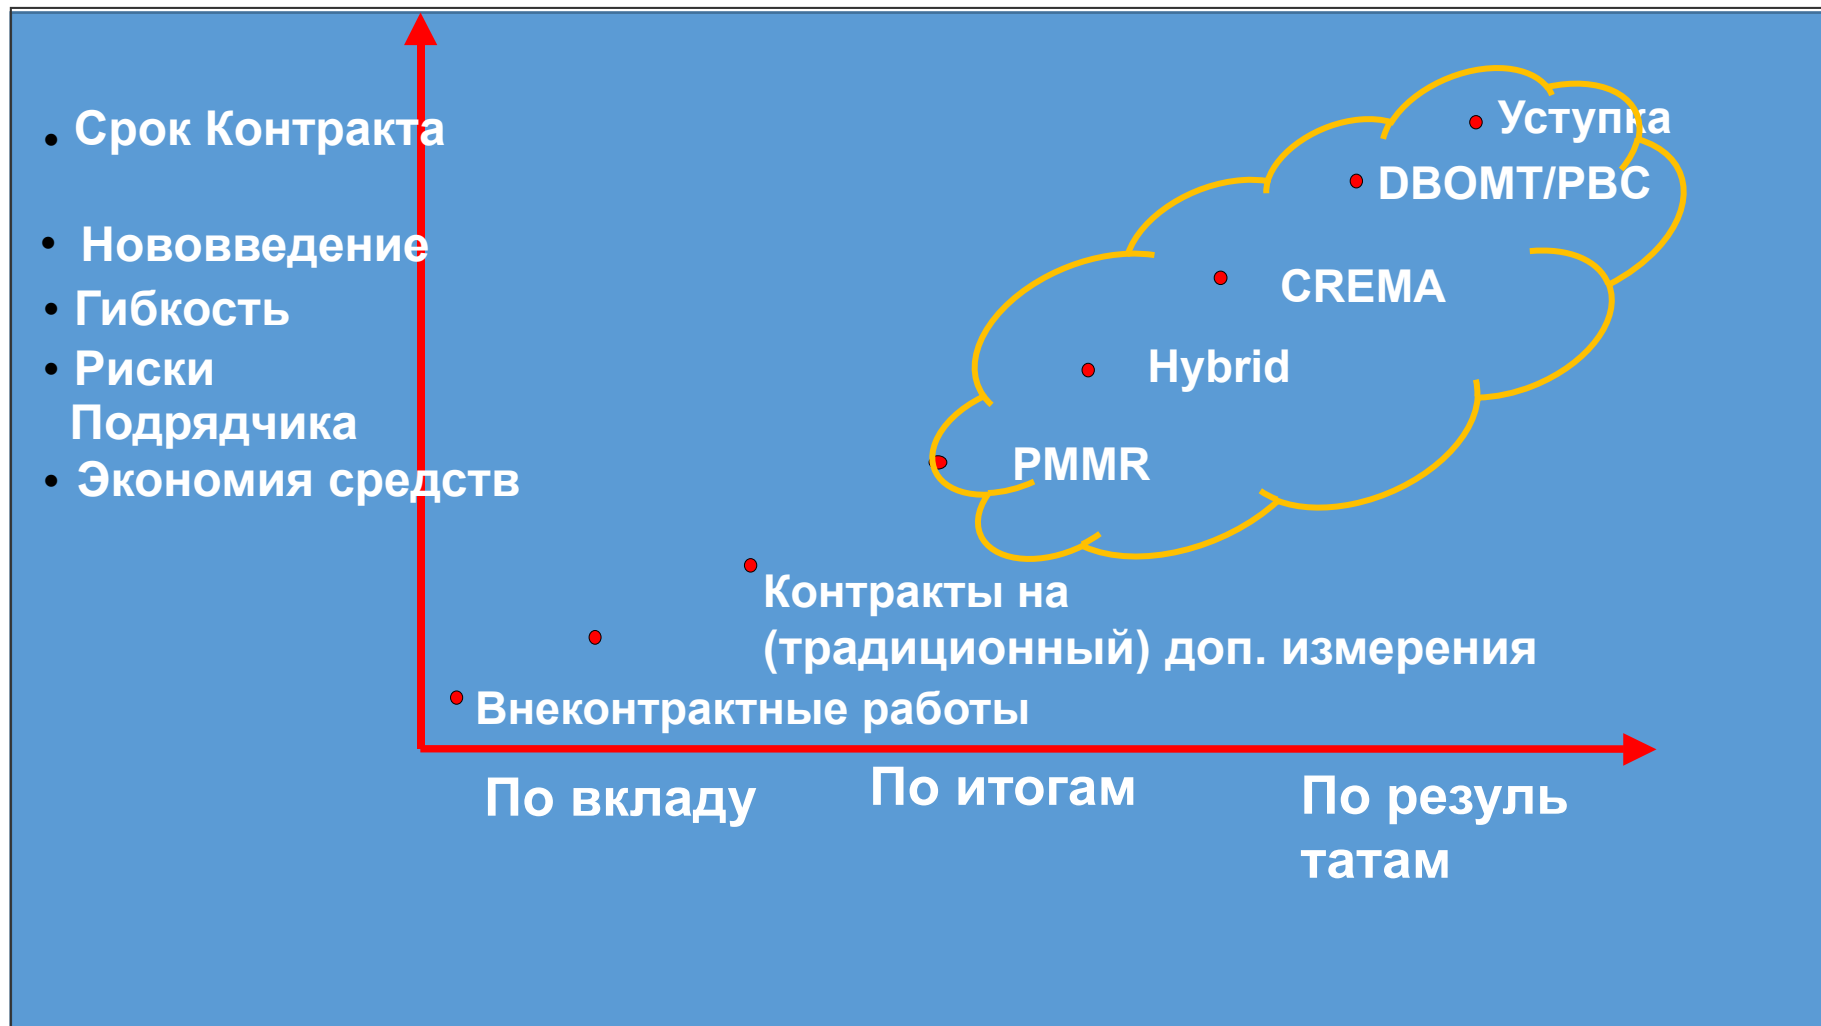 Срок Контракта
Нововведение
Гибкость
Риски
Подрядчика
Экономия средств
Уступка
DBOMT/PBC
CREMA
Hybrid
PMMR
Контракты на
(традиционный) доп. измерения
Внеконтрактные работы
По вкладу
По итогам
По резуль
татам